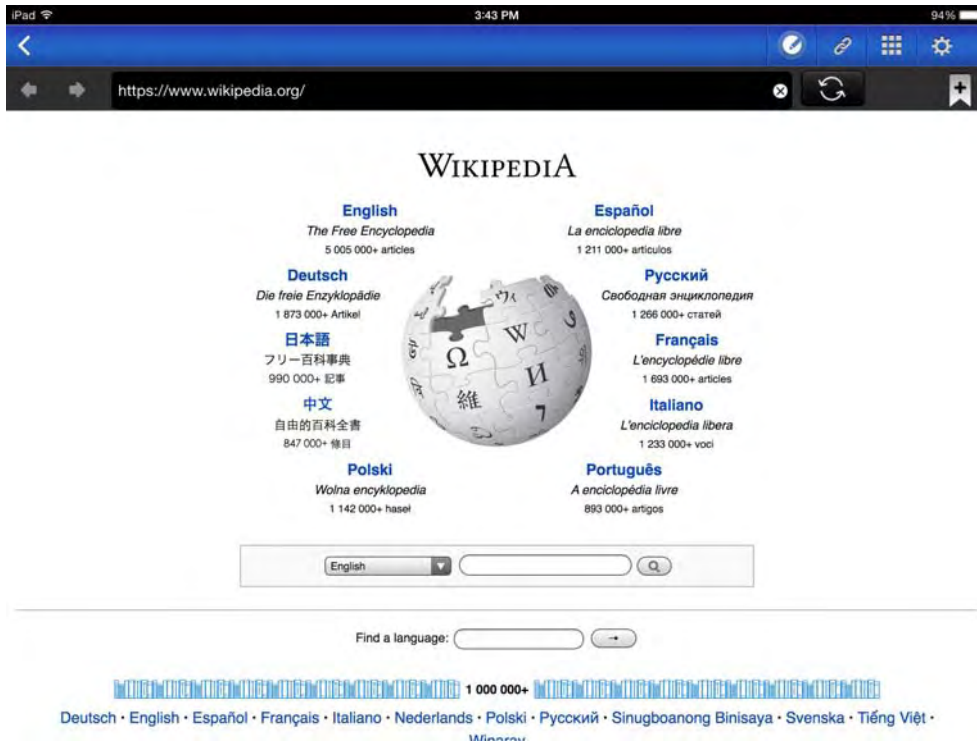 iPad 3:43 PM 94%
https://www.wikipedia.org/
WIKIPEDIA
English
The Free Encyclopedia
5 005 000+ articles
Español
La enciclopedia libre
1 211 000+ artículos
Deutsch
Die freie Enzyklopädie
1 873 000+ Artikel
Русский
Свободная энциклопедия
1 266 000+ статей
日本語
フリー百科事典
990 000+ 記事
Français
L'encyclopédie libre
1 693 000+ articles
中文
自由的百科全書
847 000+ 條目
Italiano
L'enciclopedia libera
1 233 000+ voci
Polski
Wolna encyklopedia
1 142 000+ haseł
Português
A enciclopédia livre
893 000+ artigos
Ω W И 維 ウィ 7
English
Find a language:
1 000 000+
Deutsch · English · Español · Français · Italiano · Nederlands · Polski · Русский · Sinugboanong Binisaya · Svenska · Tiếng Việt ·
Winaray